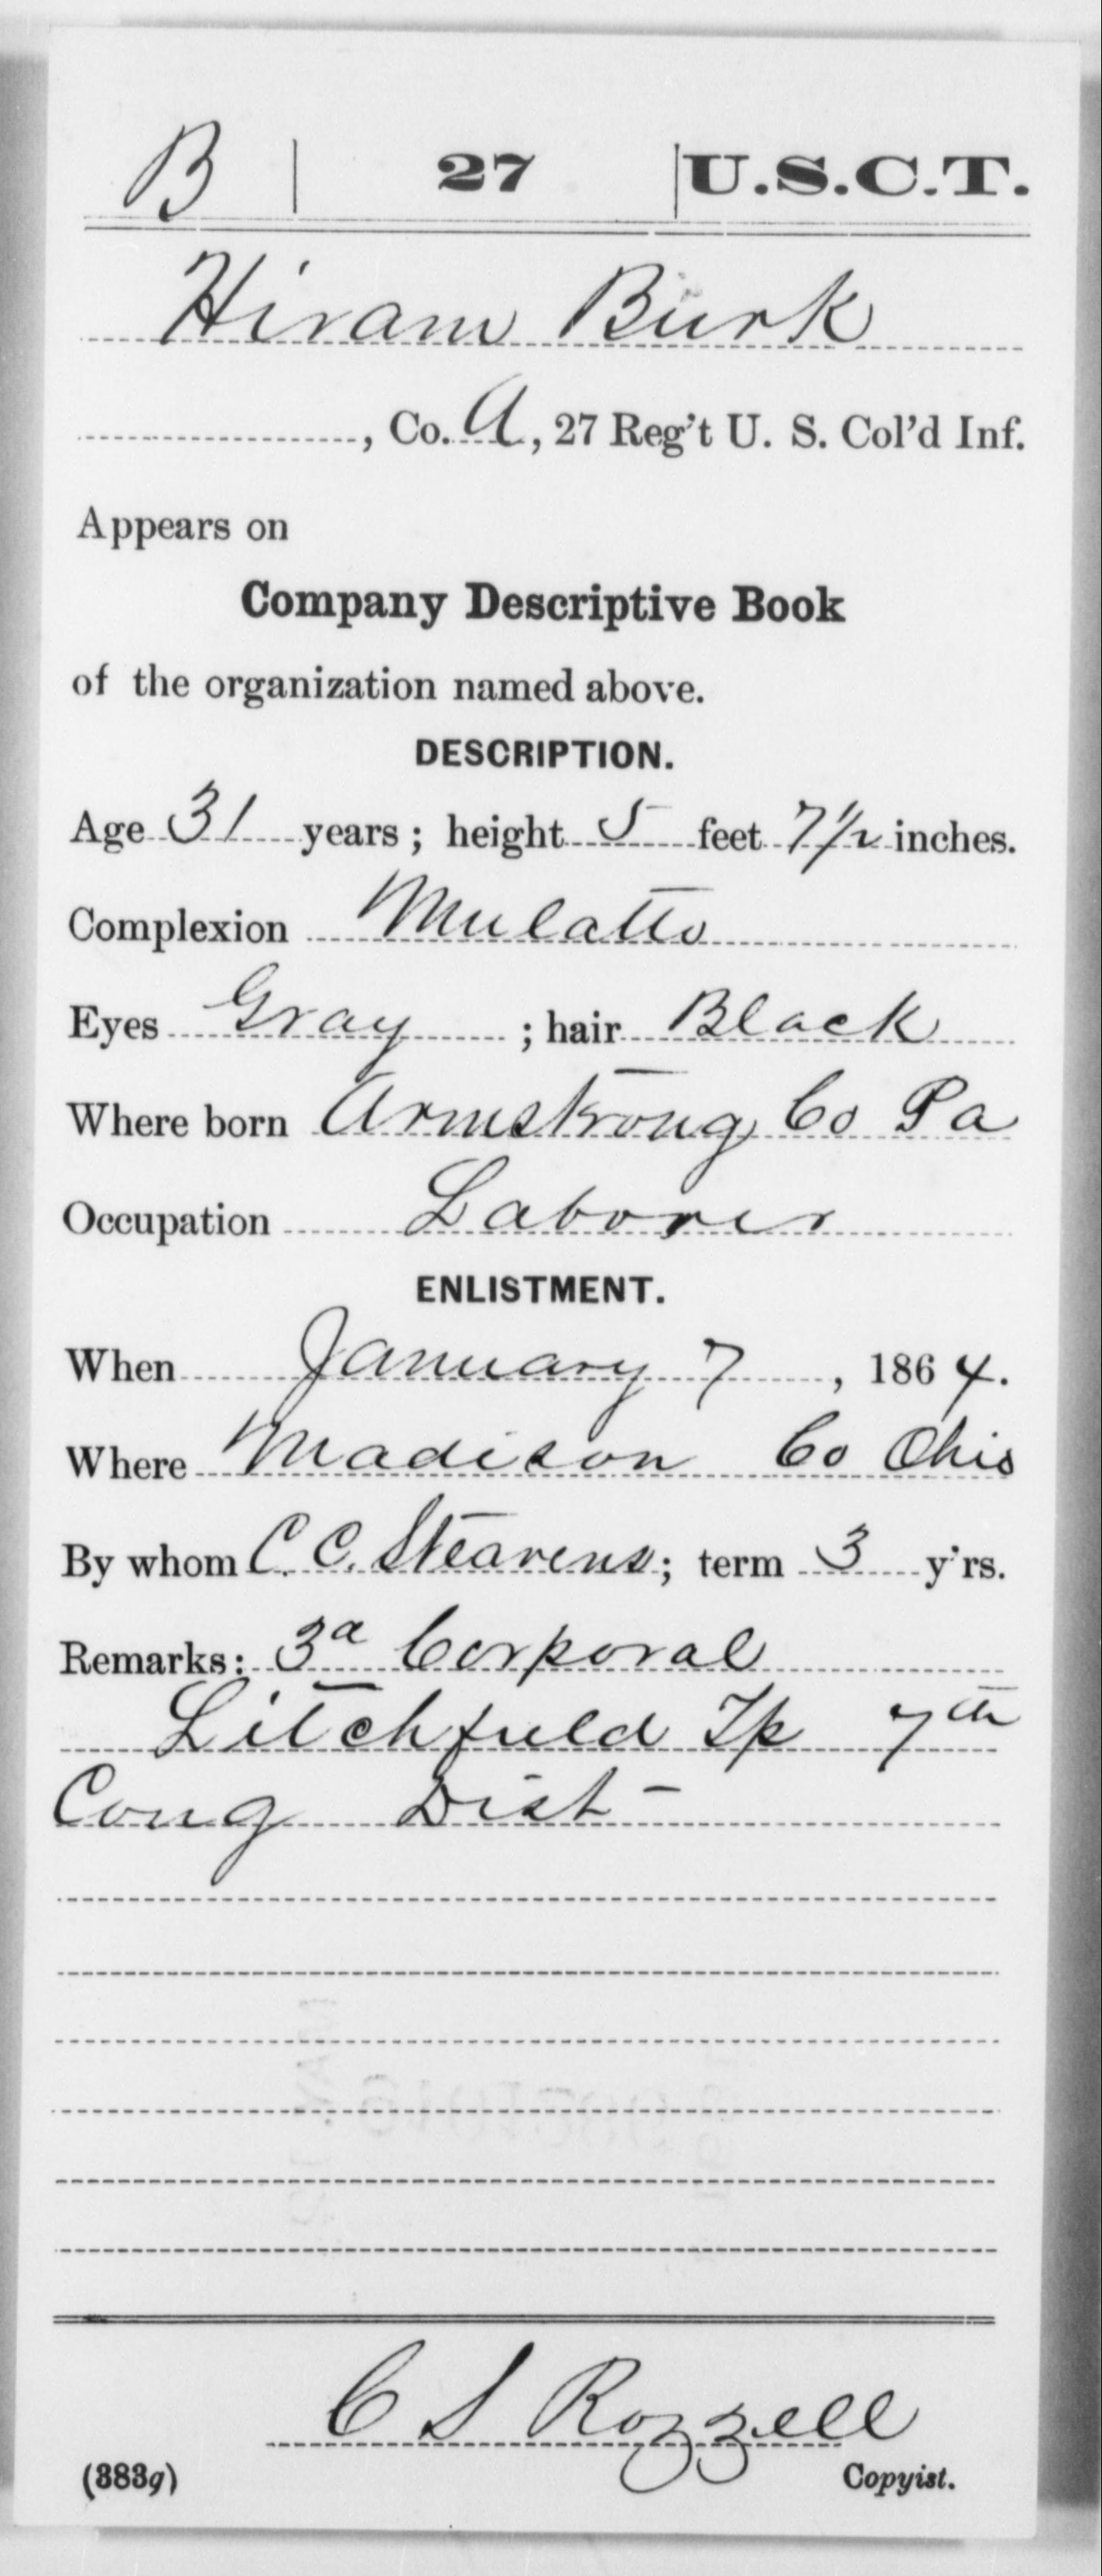 B | 27 | U.S.C.T.
Hiram Burk
, Co. A, 27 Reg't U. S. Col'd Inf.
Appears on
Company Descriptive Book
of the organization named above.
DESCRIPTION.
Age 31 years; height 5 feet 7 1/2 inches.
Complexion Mulatto
Eyes Gray ; hair Black
Where born Armstrong Co Pa
Occupation Laborer
ENLISTMENT.
When January 7, 1864.
Where Madison Co Ohio
By whom C. C. Stearens; term 3 y'rs.
Remarks: 3d Corporal
Litchfield Tp 7th
Cong Dist -
C S Rozzell
(383g) Copyist.